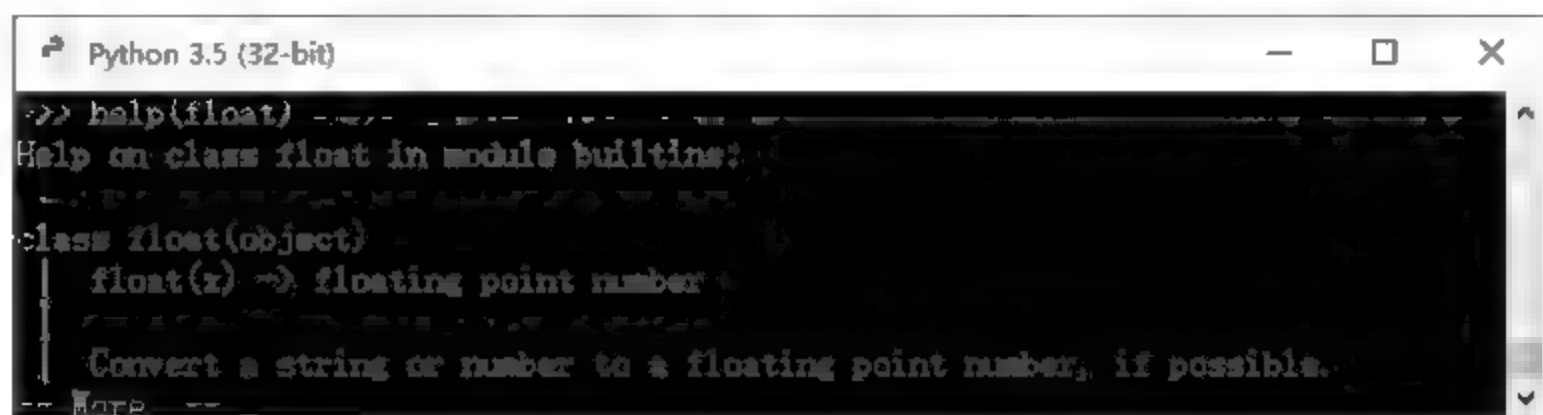 Python 3.5 (32-bit)
>>> help(float)
Help on class float in module builtins:
class float(object)
 |  float(x) -> floating point number
 |
 |  Convert a string or number to a floating point number, if possible.
-- More  --